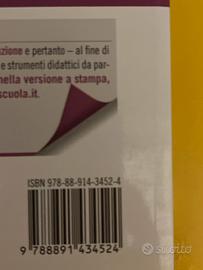 zione e pertanto – al fine di
e strumenti didattici da par-
nella versione a stampa,
scuola.it.
ISBN 978-88-914-3452-4
9 788891 434524
subito